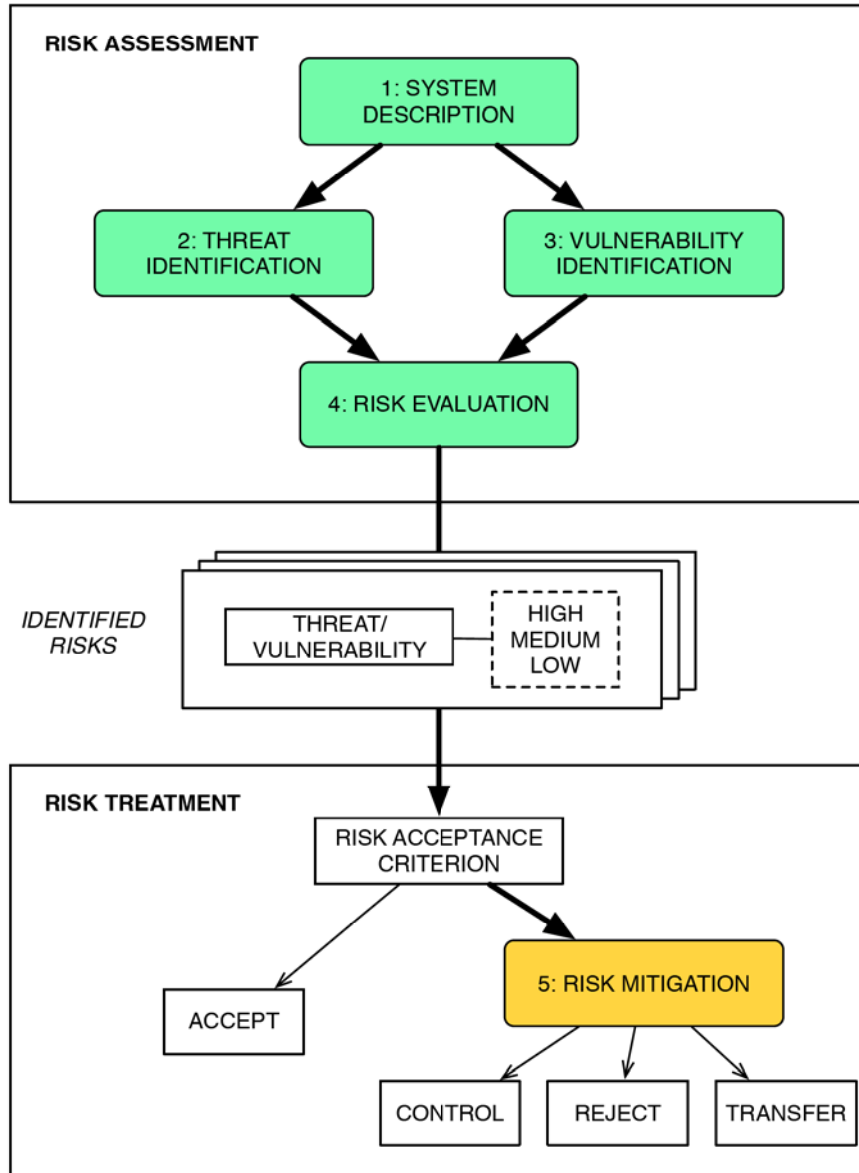 RISK ASSESSMENT
1: SYSTEM
DESCRIPTION
2: THREAT
IDENTIFICATION
3: VULNERABILITY
IDENTIFICATION
4: RISK EVALUATION
IDENTIFIED
RISKS
THREAT/
VULNERABILITY
HIGH
MEDIUM
LOW
RISK TREATMENT
RISK ACCEPTANCE
CRITERION
5: RISK MITIGATION
ACCEPT
CONTROL
REJECT
TRANSFER